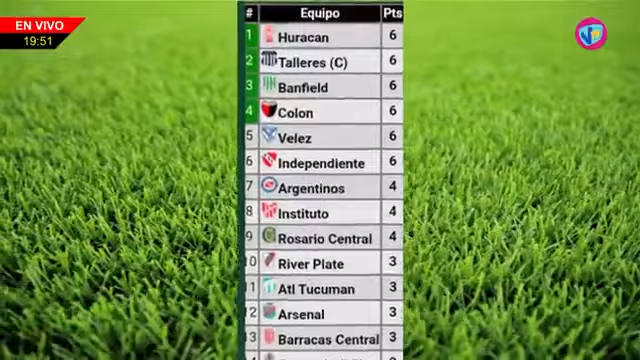 EN VIVO
19:51
# Equipo Pts
1 Huracan 6
2 Talleres (C) 6
3 Banfield 6
4 Colon 6
5 Velez 6
6 Independiente 6
7 Argentinos 4
8 Instituto 4
9 Rosario Central 4
10 River Plate 3
11 Atl Tucuman 3
12 Arsenal 3
13 Barracas Central 3